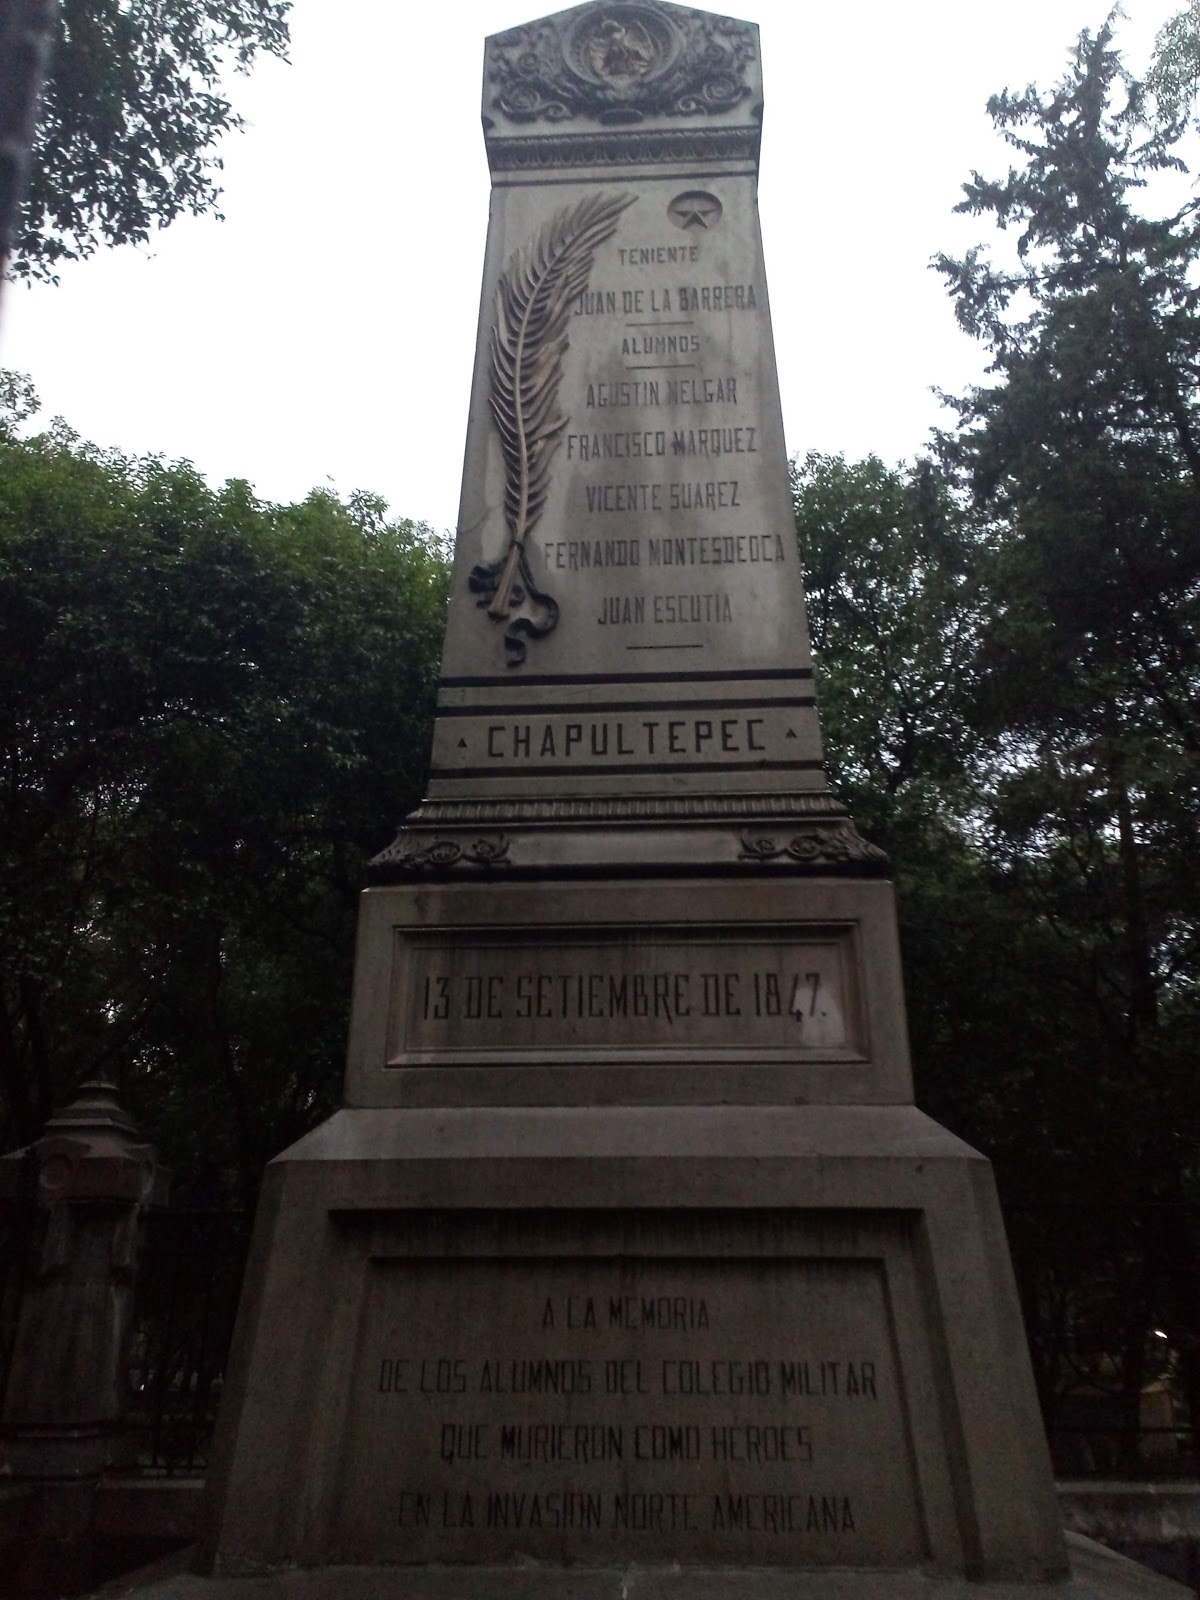 TENIENTE
JUAN DE LA BARRERA
ALUMNOS
AGUSTIN MELGAR
FRANCISCO MARQUEZ
VICENTE SUAREZ
FERNANDO MONTESDEOCA
JUAN ESCUTIA
CHAPULTEPEC
13 DE SETIEMBRE DE 1847.
A LA MEMORIA
DE LOS ALUMNOS DEL COLEGIO MILITAR
QUE MURIERON COMO HEROES
EN LA INVASION NORTE AMERICANA